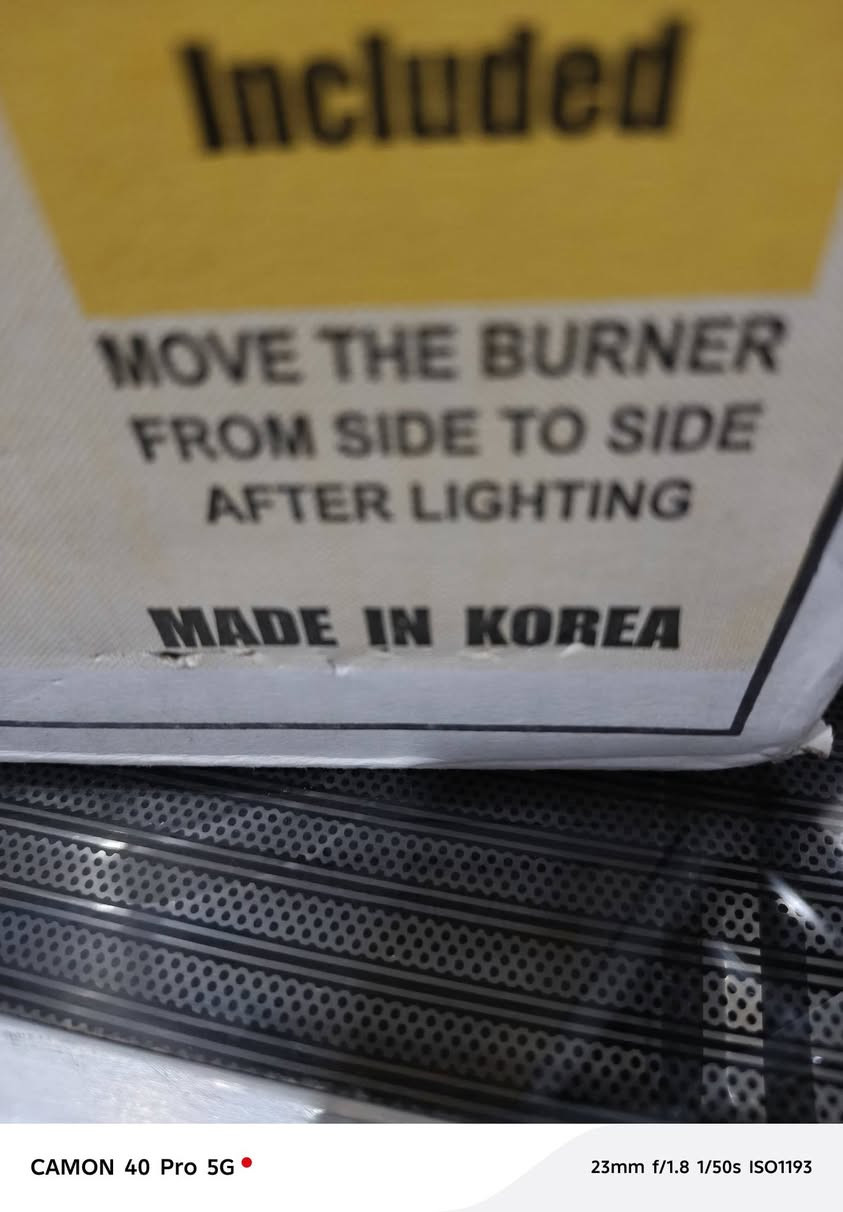 Included
MOVE THE BURNER
FROM SIDE TO SIDE
AFTER LIGHTING
MADE IN KOREA
CAMON 40 Pro 5G
23mm f/1.8 1/50s ISO1193